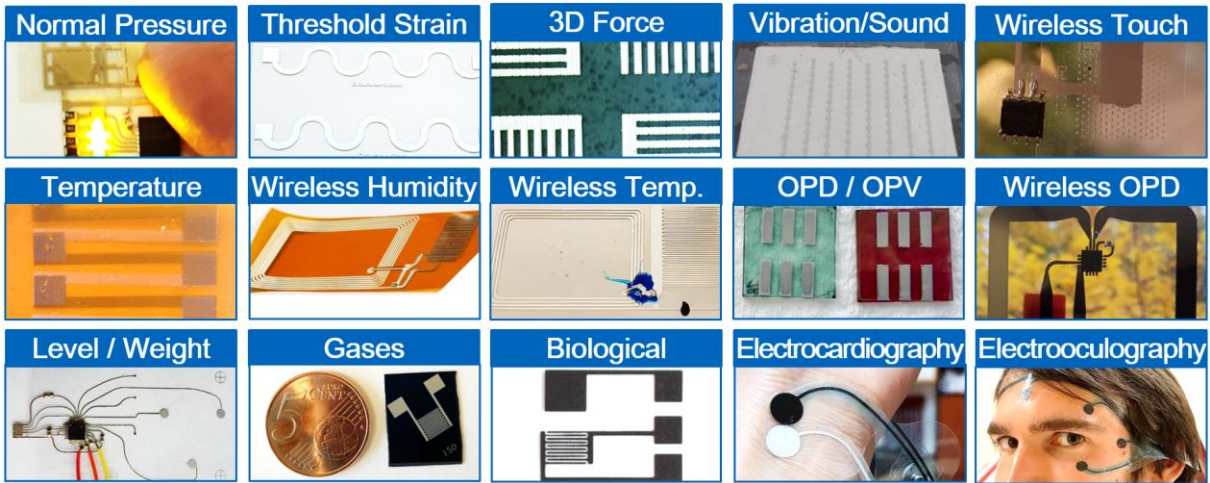 Normal Pressure
Threshold Strain
3D Force
Vibration/Sound
Wireless Touch
Temperature
Wireless Humidity
Wireless Temp.
OPD / OPV
Wireless OPD
Level / Weight
Gases
Biological
Electrocardiography
Electrooculography
5
EURO
CENT
150